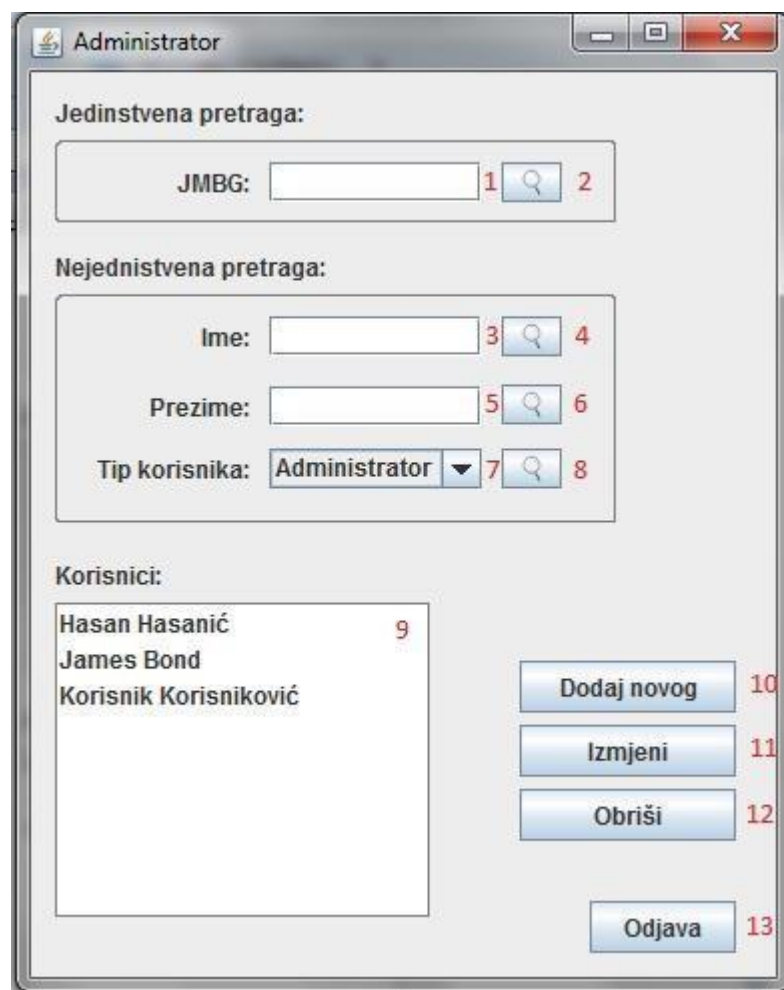 Administrator
Jedinstvena pretraga:
JMBG: 1 2
Nejednistvena pretraga:
Ime: 3 4
Prezime: 5 6
Tip korisnika: Administrator 7 8
Korisnici:
Hasan Hasanić 9
James Bond
Korisnik Korisniković
Dodaj novog 10
Izmjeni 11
Obriši 12
Odjava 13